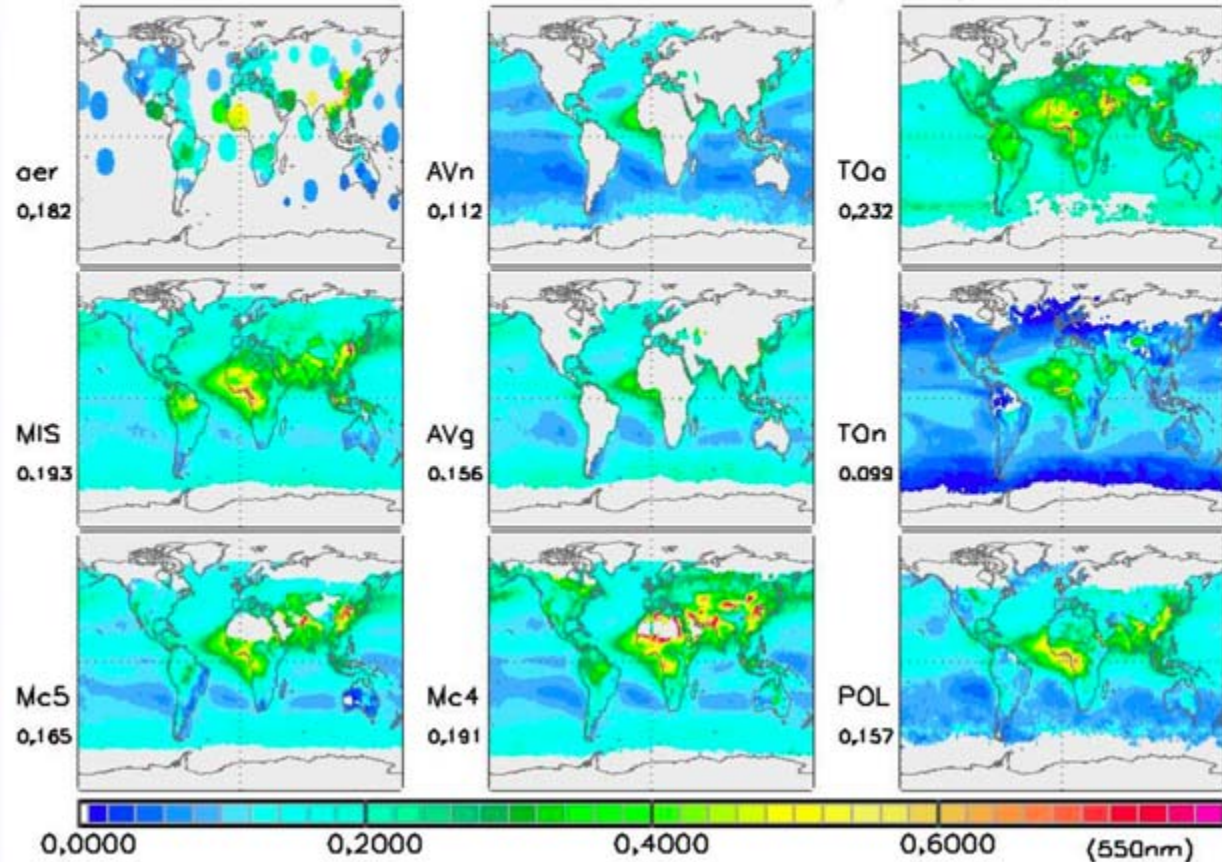 aer
0,182
AVn
0,112
TOa
0,232
MIS
0,193
AVg
0,156
TOn
0,099
Mc5
0,165
Mc4
0,191
POL
0,157
0,0000 0,2000 0,4000 0,6000 (550nm)